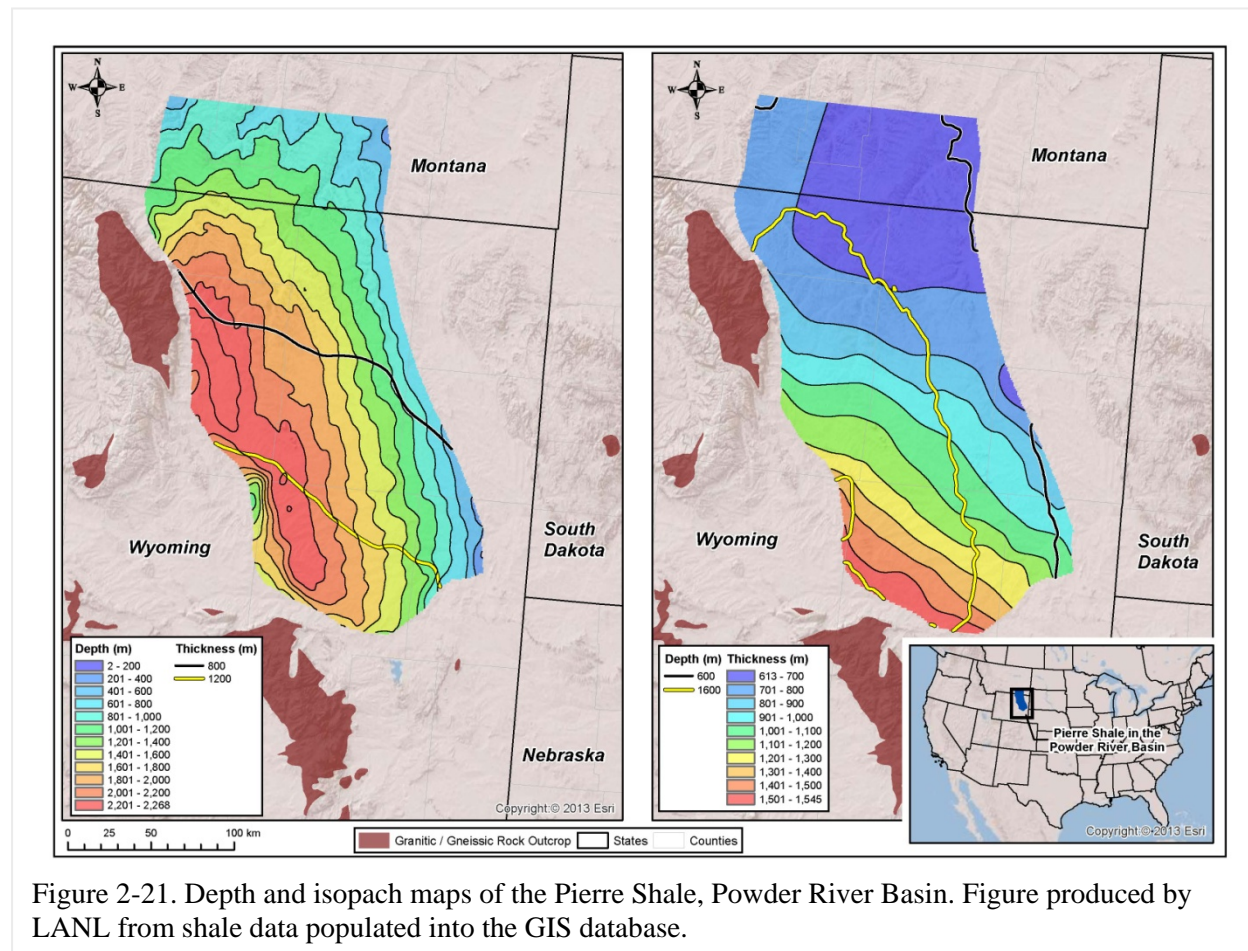 N
W E
S
Montana
Wyoming
South
Dakota
Nebraska
Depth (m) Thickness (m)
2 - 200 800
201 - 400 1200
401 - 600
601 - 800
801 - 1,000
1,001 - 1,200
1,201 - 1,400
1,401 - 1,600
1,601 - 1,800
1,801 - 2,000
2,001 - 2,200
2,201 - 2,268
Copyright:© 2013 Esri
N
W E
S
Montana
Wyoming
South
Dakota
Depth (m) Thickness (m)
600 613 - 700
1600 701 - 800
801 - 900
901 - 1,000
1,001 - 1,100
1,101 - 1,200
1,201 - 1,300
1,301 - 1,400
1,401 - 1,500
1,501 - 1,545
Pierre Shale in the
Powder River Basin
Copyright:© 2013 Esri
0 25 50 100 km
Granitic / Gneissic Rock Outcrop States Counties
Figure 2-21. Depth and isopach maps of the Pierre Shale, Powder River Basin. Figure produced by
LANL from shale data populated into the GIS database.